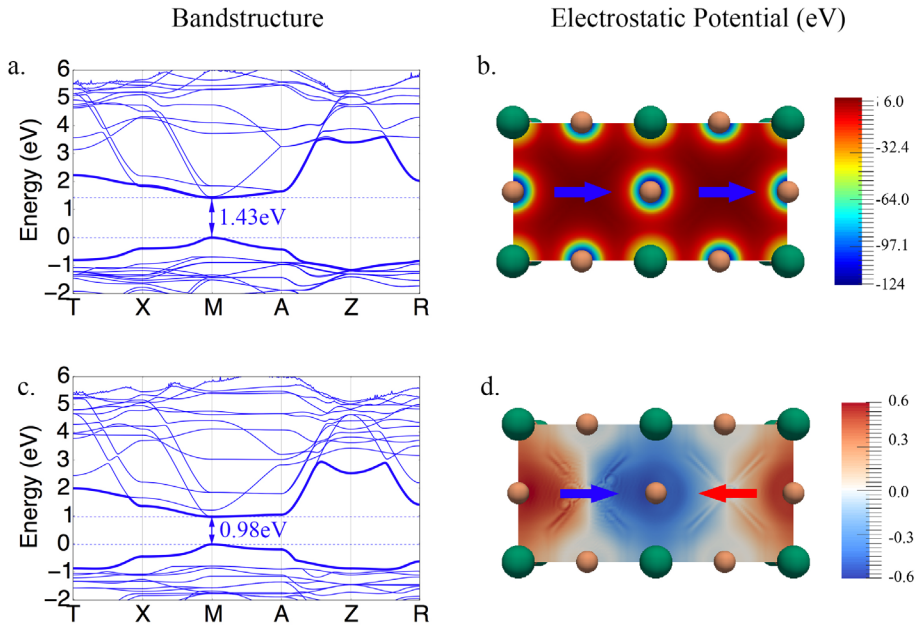 Bandstructure
Electrostatic Potential (eV)
a.
6
5
4
3
2
1
0
−1
−2
Energy (eV)
1.43eV
T X M A Z R
b.
6.0
-32.4
-64.0
-97.1
-124
c.
6
5
4
3
2
1
0
−1
−2
Energy (eV)
0.98eV
T X M A Z R
d.
0.6
0.3
0.0
-0.3
-0.6